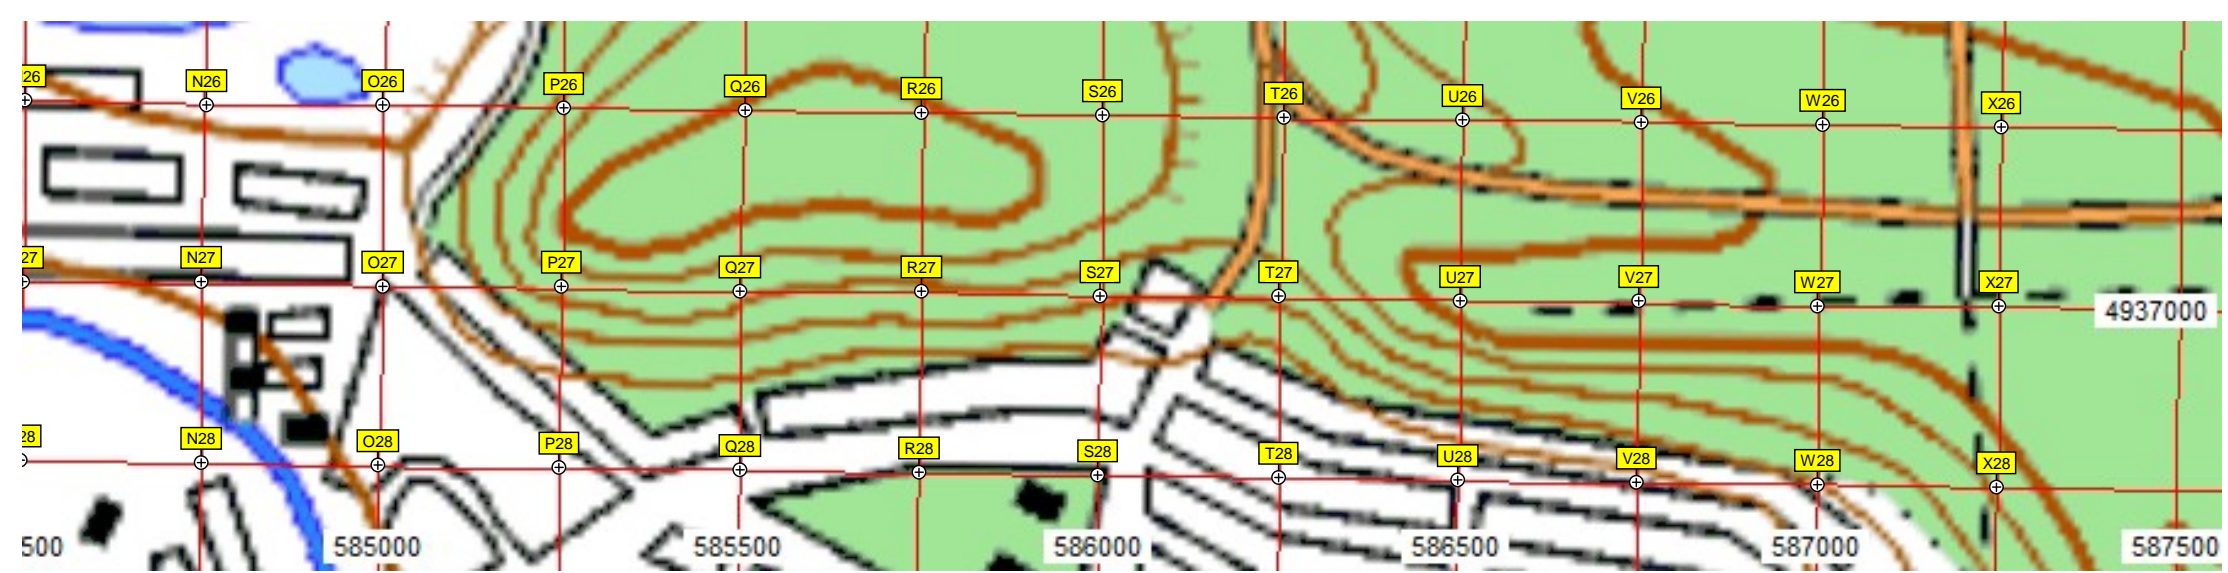 26 N26 O26 P26 Q26 R26 S26 T26 U26 V26 W26 X26
27 N27 O27 P27 Q27 R27 S27 T27 U27 V27 W27 X27
4937000
28 N28 O28 P28 Q28 R28 S28 T28 U28 V28 W28 X28
500 585000 585500 586000 586500 587000 587500